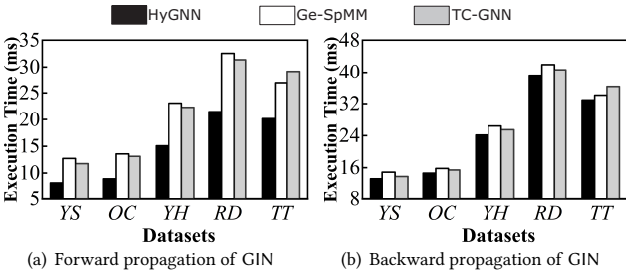 HyGNN Ge-SpMM TC-GNN
Execution Time (ms)
35
30
25
20
15
10
5
YS OC YH RD TT
Datasets
(a) Forward propagation of GIN
Execution Time (ms)
48
40
32
24
16
8
YS OC YH RD TT
Datasets
(b) Backward propagation of GIN